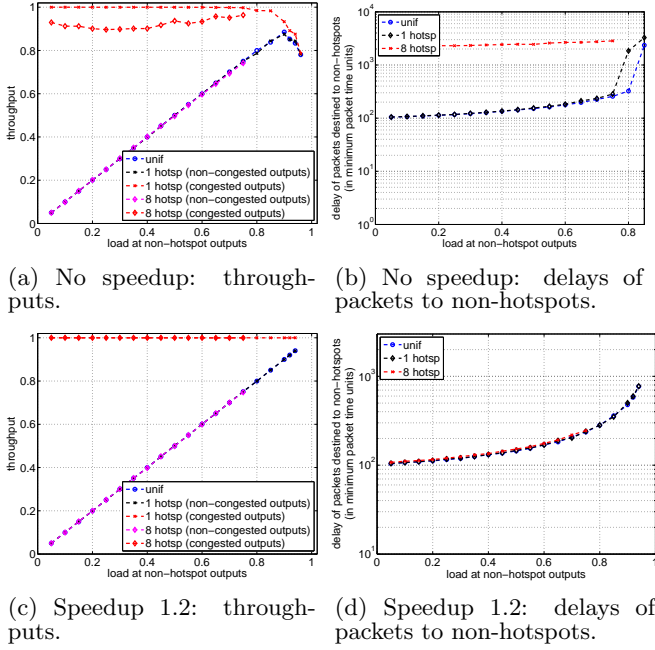 throughput
1
0.8
0.6
0.4
0.2
0
0 0.2 0.4 0.6 0.8 1
load at non-hotspot outputs
unif
1 hotsp (non-congested outputs)
1 hotsp (congested outputs)
8 hotsp (non-congested outputs)
8 hotsp (congested outputs)
(a) No speedup: through-
puts.
delay of packets destined to non-hotspots
(in minimum packet time units)
10^4
10^3
10^2
10^1
10^0
0 0.2 0.4 0.6 0.8
load at non-hotspot outputs
unif
1 hotsp
8 hotsp
(b) No speedup: delays of
packets to non-hotspots.
throughput
1
0.8
0.6
0.4
0.2
0
0 0.2 0.4 0.6 0.8 1
load at non-hotspot outputs
unif
1 hotsp (non-congested outputs)
1 hotsp (congested outputs)
8 hotsp (non-congested outputs)
8 hotsp (congested outputs)
(c) Speedup 1.2: through-
puts.
delay of packets destined to non-hotspots
(in minimum packet time units)
10^3
10^2
10^1
0 0.2 0.4 0.6 0.8 1
load at non-hotspot outputs
unif
1 hotsp
8 hotsp
(d) Speedup 1.2: delays of
packets to non-hotspots.